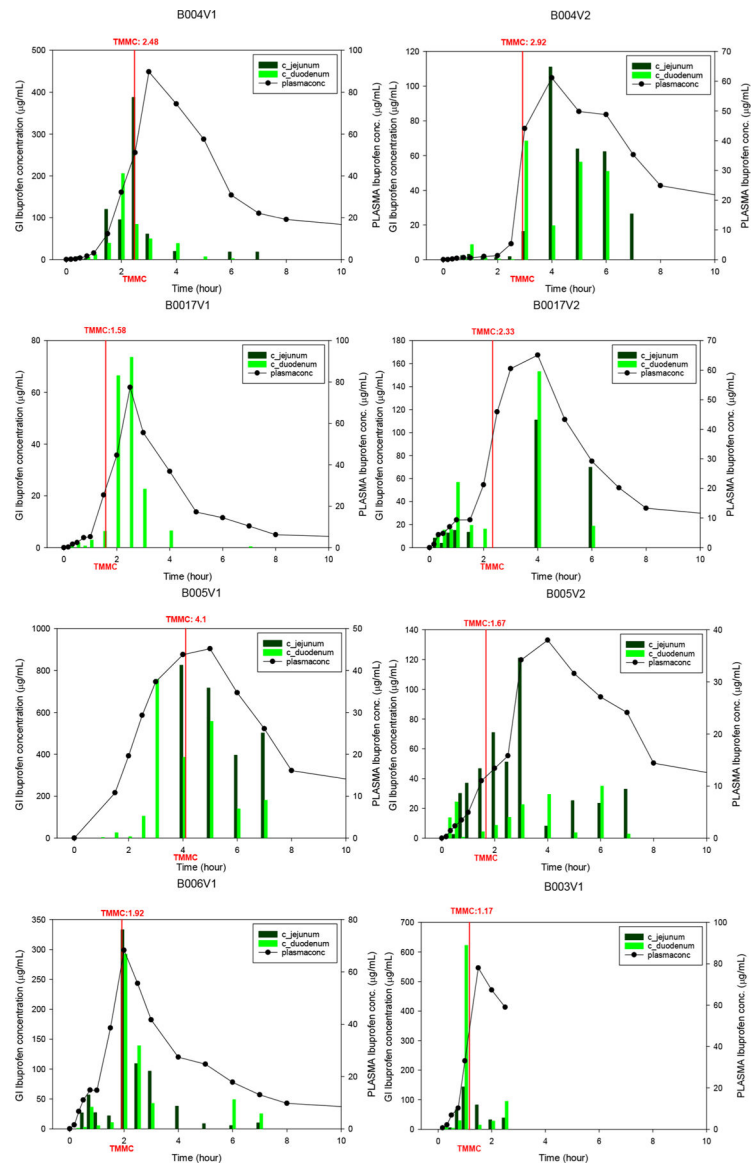 B004V1
TMMC: 2.48
500
400
300
200
100
0
GI Ibuprofen concentration (µg/mL)
c_jejunum
c_duodenum
plasmaconc
100
80
60
40
20
0
PLASMA Ibuprofen conc. (µg/mL)
0 2 4 6 8 10
TMMC
Time (hour)
B004V2
TMMC: 2.92
120
100
80
60
40
20
0
GI Ibuprofen concentration (µg/mL)
c_jejunum
c_duodenum
plasmaconc
70
60
50
40
30
20
10
0
PLASMA Ibuprofen conc. (µg/mL)
0 2 4 6 8 10
TMMC
Time (hour)
B0017V1
TMMC:1.58
80
60
40
20
0
GI Ibuprofen concentration (µg/mL)
c_jejunum
c_duodenum
plasmaconc
100
80
60
40
20
0
PLASMA Ibuprofen conc. (µg/mL)
0 2 4 6 8 10
TMMC
Time (hour)
B0017V2
TMMC:2.33
180
160
140
120
100
80
60
40
20
0
GI Ibuprofen concentration (µg/mL)
c_jejunum
c_duodenum
plasmaconc
70
60
50
40
30
20
10
0
PLASMA Ibuprofen conc. (µg/mL)
0 2 4 6 8 10
TMMC
Time (hour)
B005V1
TMMC: 4.1
1000
800
600
400
200
0
GI Ibuprofen concentration (µg/mL)
c_jejunum
c_duodenum
plasmaconc
50
40
30
20
10
0
PLASMA Ibuprofen conc. (µg/mL)
0 2 4 6 8 10
TMMC
Time (hour)
B005V2
TMMC:1.67
140
120
100
80
60
40
20
0
GI Ibuprofen concentration (µg/mL)
c_jejunum
c_duodenum
plasmaconc
40
30
20
10
0
PLASMA Ibuprofen conc. (µg/mL)
0 2 4 6 8 10
TMMC
Time (hour)
B006V1
TMMC:1.92
350
300
250
200
150
100
50
0
GI Ibuprofen concentration (µg/mL)
c_jejunum
c_duodenum
plasmaconc
80
60
40
20
0
PLASMA Ibuprofen conc. (µg/mL)
0 2 4 6 8 10
TMMC
Time (hour)
B003V1
TMMC:1.17
700
600
500
400
300
200
100
0
GI Ibuprofen concentration (µg/mL)
c_jejunum
c_duodenum
plasmaconc
100
80
60
40
20
0
PLASMA Ibuprofen conc. (µg/mL)
0 2 4 6 8 10
TMMC
Time (hour)